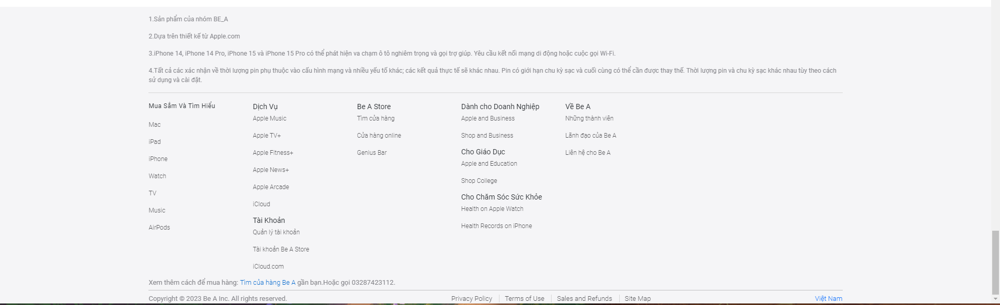 1.Sản phẩm của nhóm BE_A
2.Dựa trên thiết kế từ Apple.com
3.iPhone 14, iPhone 14 Pro, iPhone 15 và iPhone 15 Pro có thể phát hiện va chạm ô tô nghiêm trọng và gọi trợ giúp. Yêu cầu kết nối mạng di động hoặc cuộc gọi Wi-Fi.
4.Tất cả các xác nhận về thời lượng pin phụ thuộc vào cấu hình mạng và nhiều yếu tố khác; các kết quả thực tế sẽ khác nhau. Pin có giới hạn chu kỳ sạc và cuối cùng có thể cần được thay thế. Thời lượng pin và chu kỳ sạc khác nhau tùy theo cách
sử dụng và cài đặt.
Mua Sắm Và Tìm Hiểu
Mac
iPad
iPhone
Watch
TV
Music
AirPods
Dịch Vụ
Apple Music
Apple TV+
Apple Fitness+
Apple News+
Apple Arcade
iCloud
Tài Khoản
Quản lý tài khoản
Tài khoản Be A Store
iCloud.com
Be A Store
Tìm cửa hàng
Cửa hàng online
Genius Bar
Dành cho Doanh Nghiệp
Apple and Business
Shop and Business
Cho Giáo Dục
Apple and Education
Shop College
Cho Chăm Sóc Sức Khỏe
Health on Apple Watch
Health Records on iPhone
Về Be A
Những thành viên
Lãnh đạo của Be A
Liên hệ cho Be A
Xem thêm cách để mua hàng: Tìm của hàng Be A gần bạn.Hoặc gọi 03287423112.
Copyright © 2023 Be A Inc. All rights reserved.
Privacy Policy
Terms of Use
Sales and Refunds
Site Map
Việt Nam